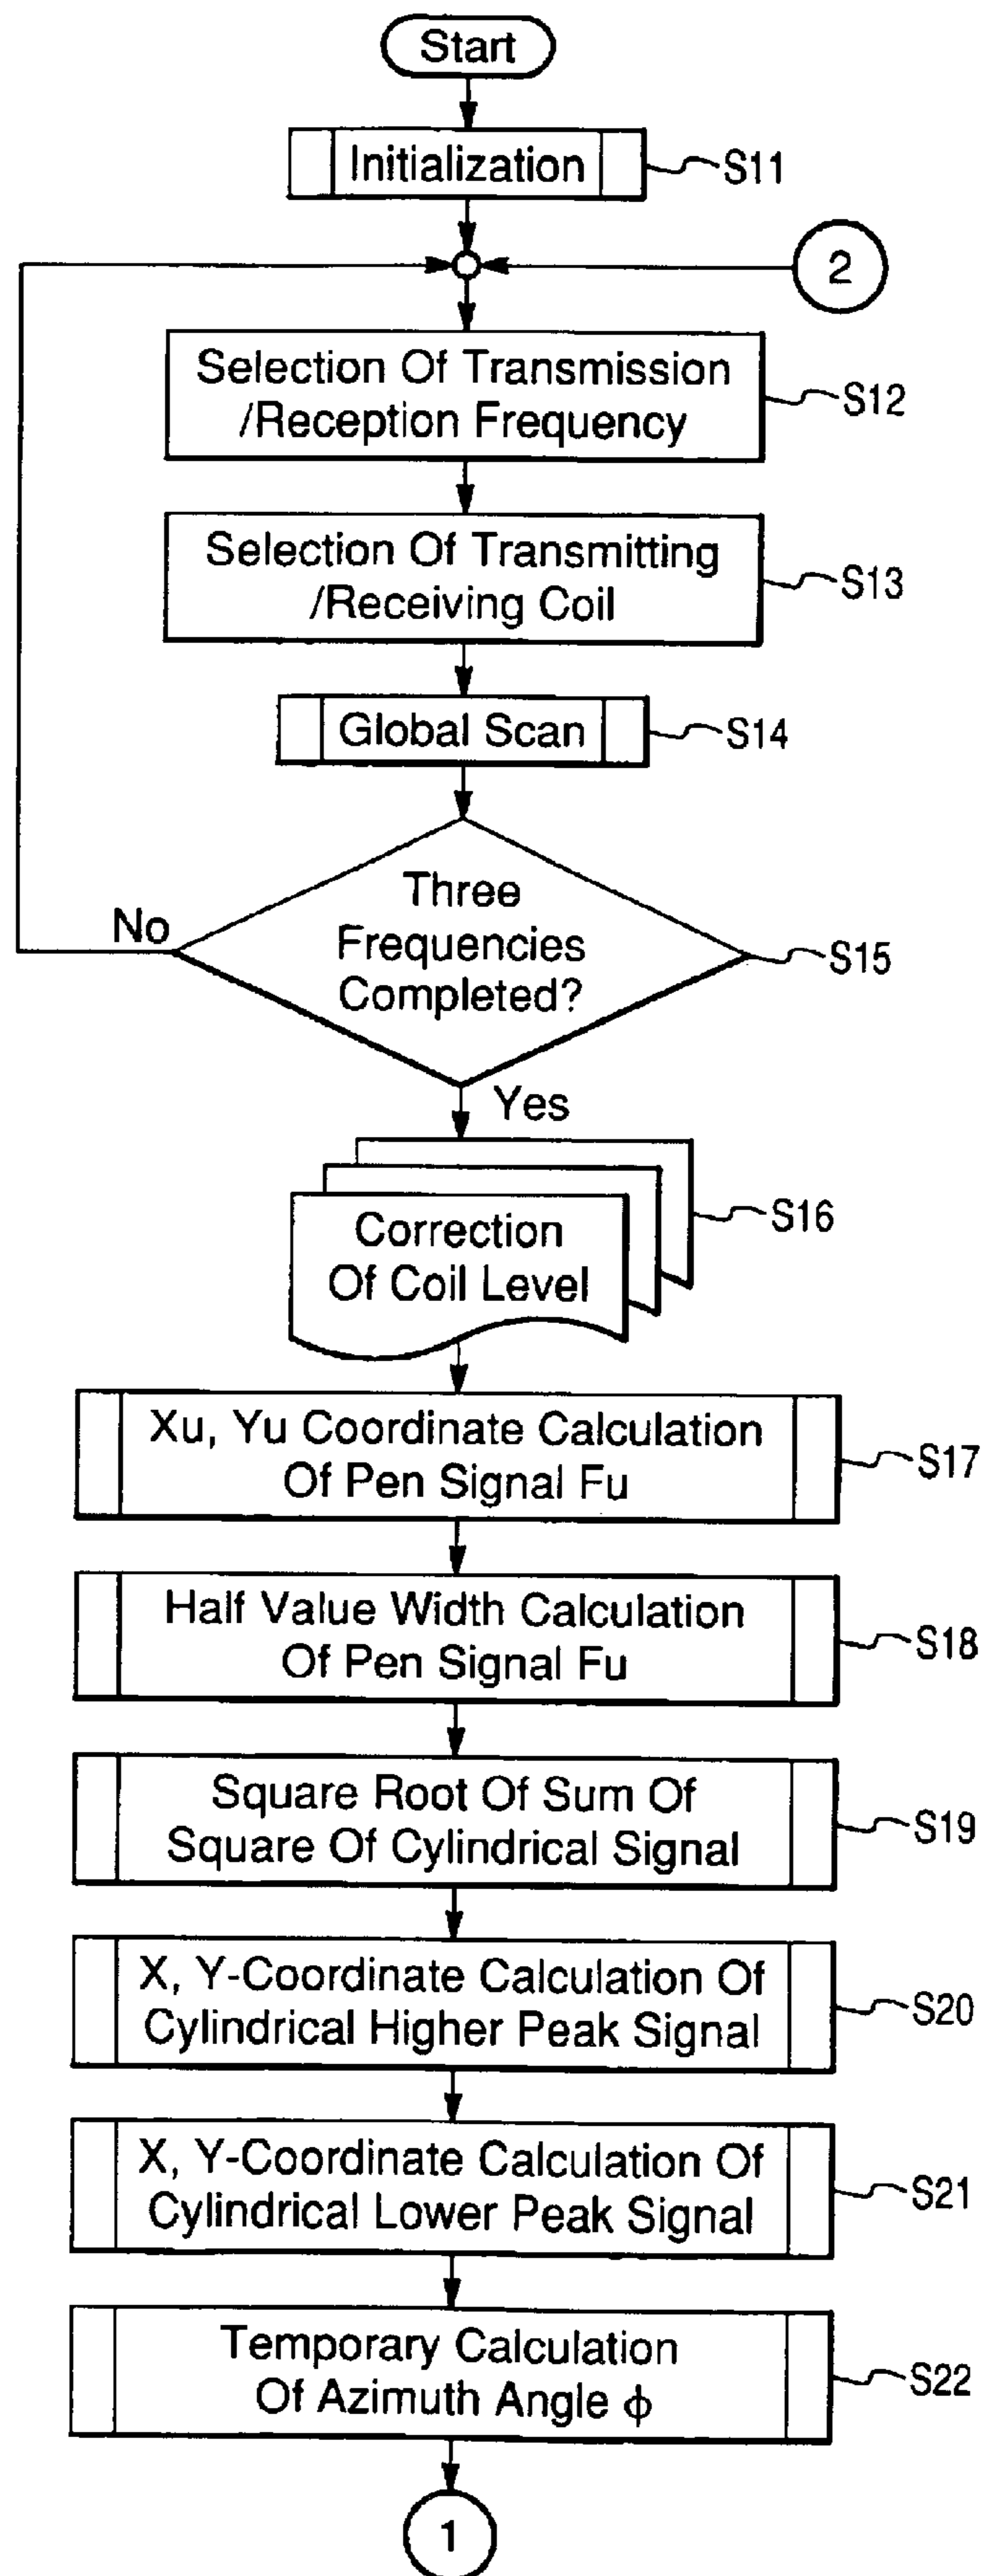 Start
Initialization
S11
2
Selection Of Transmission
/Reception Frequency
S12
Selection Of Transmitting
/Receiving Coil
S13
Global Scan
S14
Three
Frequencies
Completed?
No
S15
Yes
Correction
Of Coil Level
S16
Xu, Yu Coordinate Calculation
Of Pen Signal Fu
S17
Half Value Width Calculation
Of Pen Signal Fu
S18
Square Root Of Sum Of
Square Of Cylindrical Signal
S19
X, Y-Coordinate Calculation Of
Cylindrical Higher Peak Signal
S20
X, Y-Coordinate Calculation Of
Cylindrical Lower Peak Signal
S21
Temporary Calculation
Of Azimuth Angle ϕ
S22
1